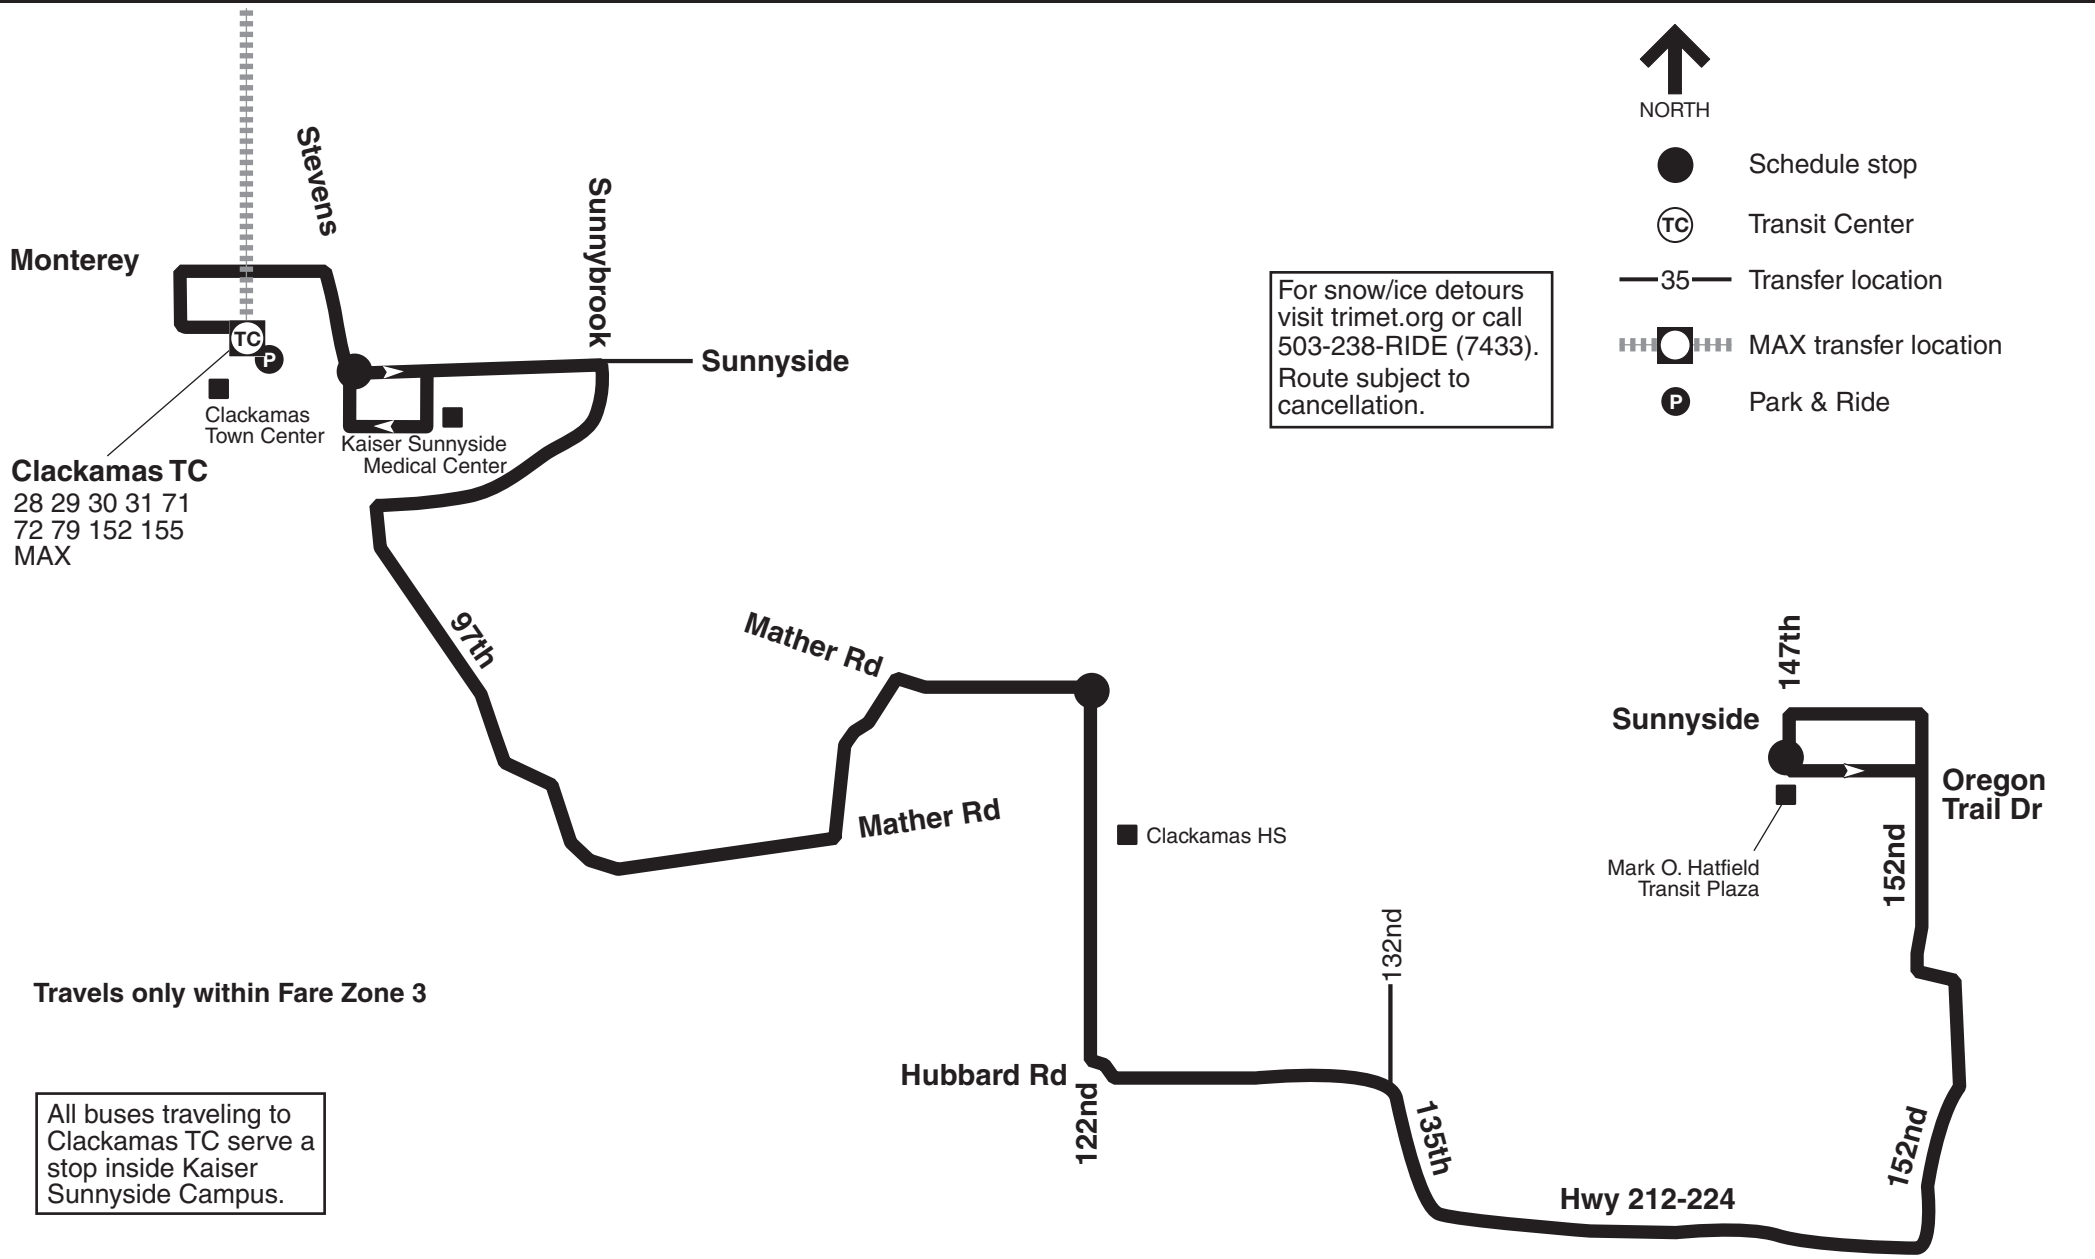 NORTH
Schedule stop
TC
Transit Center
35
Transfer location
MAX transfer location
P
Park & Ride
For snow/ice detours
visit trimet.org or call
503-238-RIDE (7433).
Route subject to
cancellation.
Stevens
Sunnybrook
Monterey
TC
P
Sunnyside
Clackamas
Town Center
Kaiser Sunnyside
Medical Center
Clackamas TC
28 29 30 31 71
72 79 152 155
MAX
97th
Mather Rd
Mather Rd
Clackamas HS
147th
Sunnyside
Oregon
Trail Dr
152nd
Mark O. Hatfield
Transit Plaza
132nd
Travels only within Fare Zone 3
Hubbard Rd
122nd
135th
152nd
Hwy 212-224
All buses traveling to
Clackamas TC serve a
stop inside Kaiser
Sunnyside Campus.